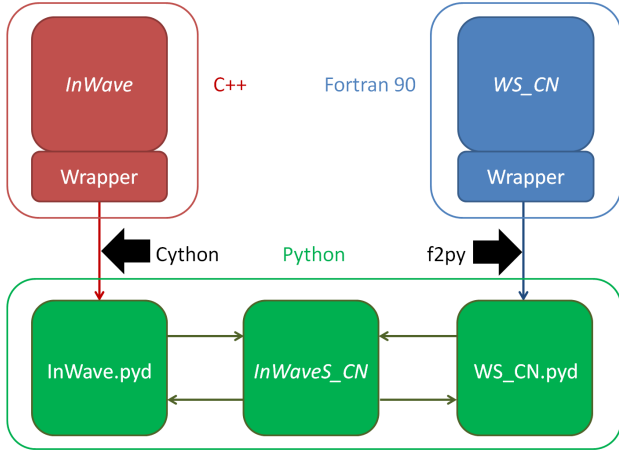 InWave
C++
Fortran 90
WS_CN
Wrapper
Wrapper
Cython
Python
f2py
InWave.pyd
InWaveS_CN
WS_CN.pyd